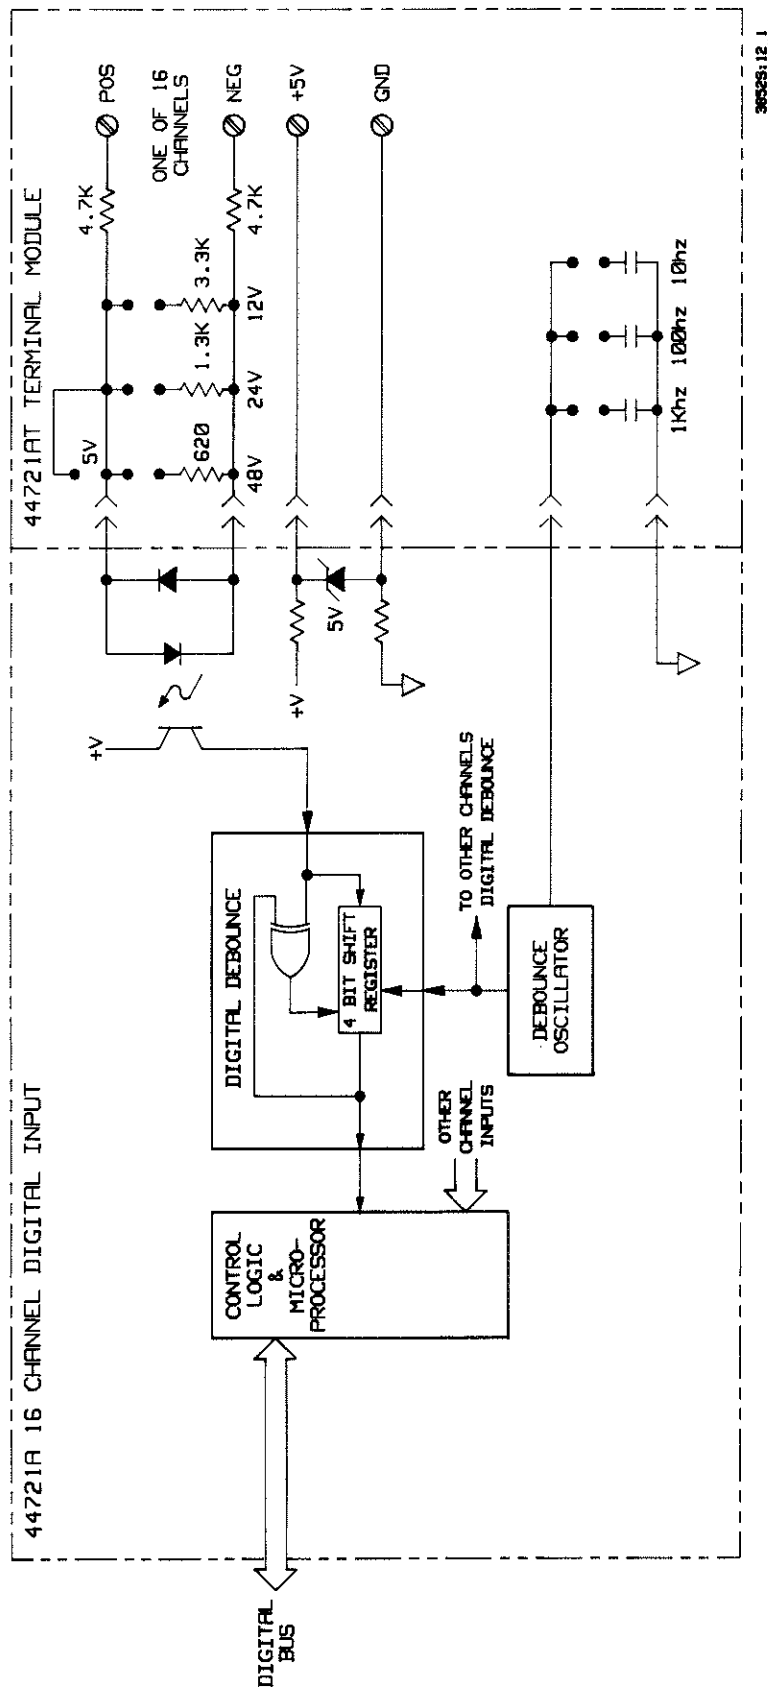 44721A 16 CHANNEL DIGITAL INPUT
44721AT TERMINAL MODULE
DIGITAL
BUS
CONTROL
LOGIC
&
MICRO-
PROCESSOR
OTHER
CHANNEL
INPUTS
DIGITAL DEBOUNCE
4 BIT SHIFT
REGISTER
TO OTHER CHANNELS
DIGITAL DEBOUNCE
DEBOUNCE
OSCILLATOR
+V
+V
5V
5V
620
1.3K
3.3K
48V
24V
12V
4.7K
4.7K
POS
ONE OF 16
CHANNELS
NEG
+5V
GND
1Khz
100hz
10hz